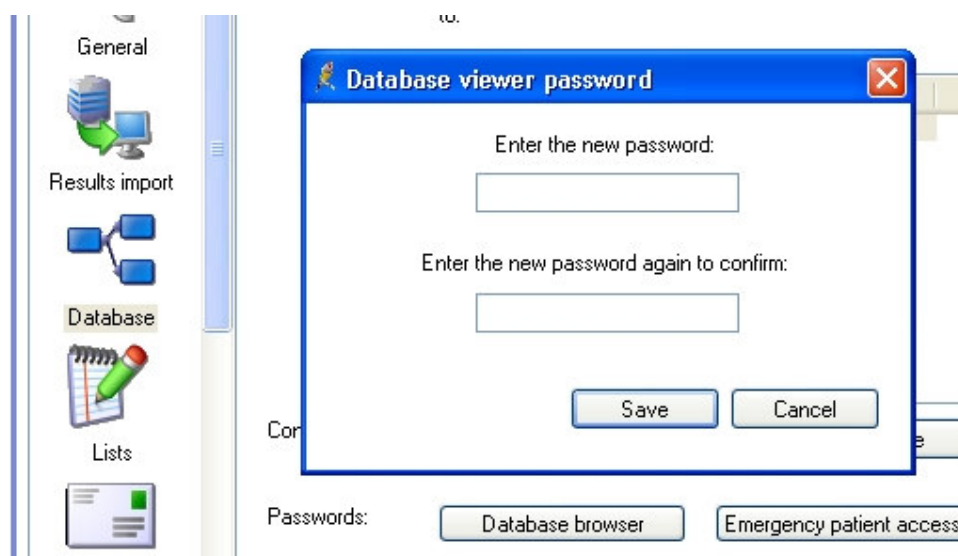 to:
General
Database viewer password
Enter the new password:
Results import
Enter the new password again to confirm:
Database
Save
Cancel
Lists
Passwords:
Database browser
Emergency patient access